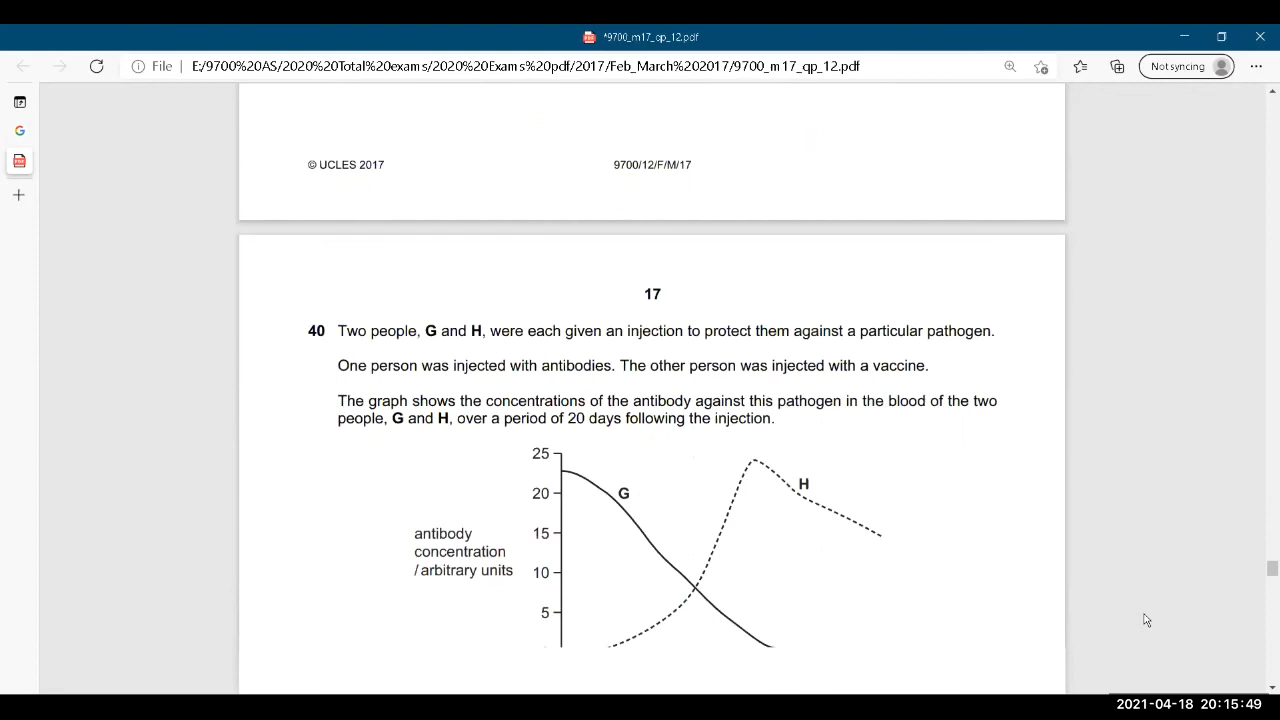 *9700_m17_qp_12.pdf
File
E:/9700%20AS/2020%20Total%20exams/2020%20Exams%20pdf/2017/Feb_March%202017/9700_m17_qp_12.pdf
Not syncing
© UCLES 2017
9700/12/F/M/17
17
40 Two people, G and H, were each given an injection to protect them against a particular pathogen.
One person was injected with antibodies. The other person was injected with a vaccine.
The graph shows the concentrations of the antibody against this pathogen in the blood of the two
people, G and H, over a period of 20 days following the injection.
25
20
15
10
5
antibody
concentration
/ arbitrary units
G
H
2021-04-18 20:15:49